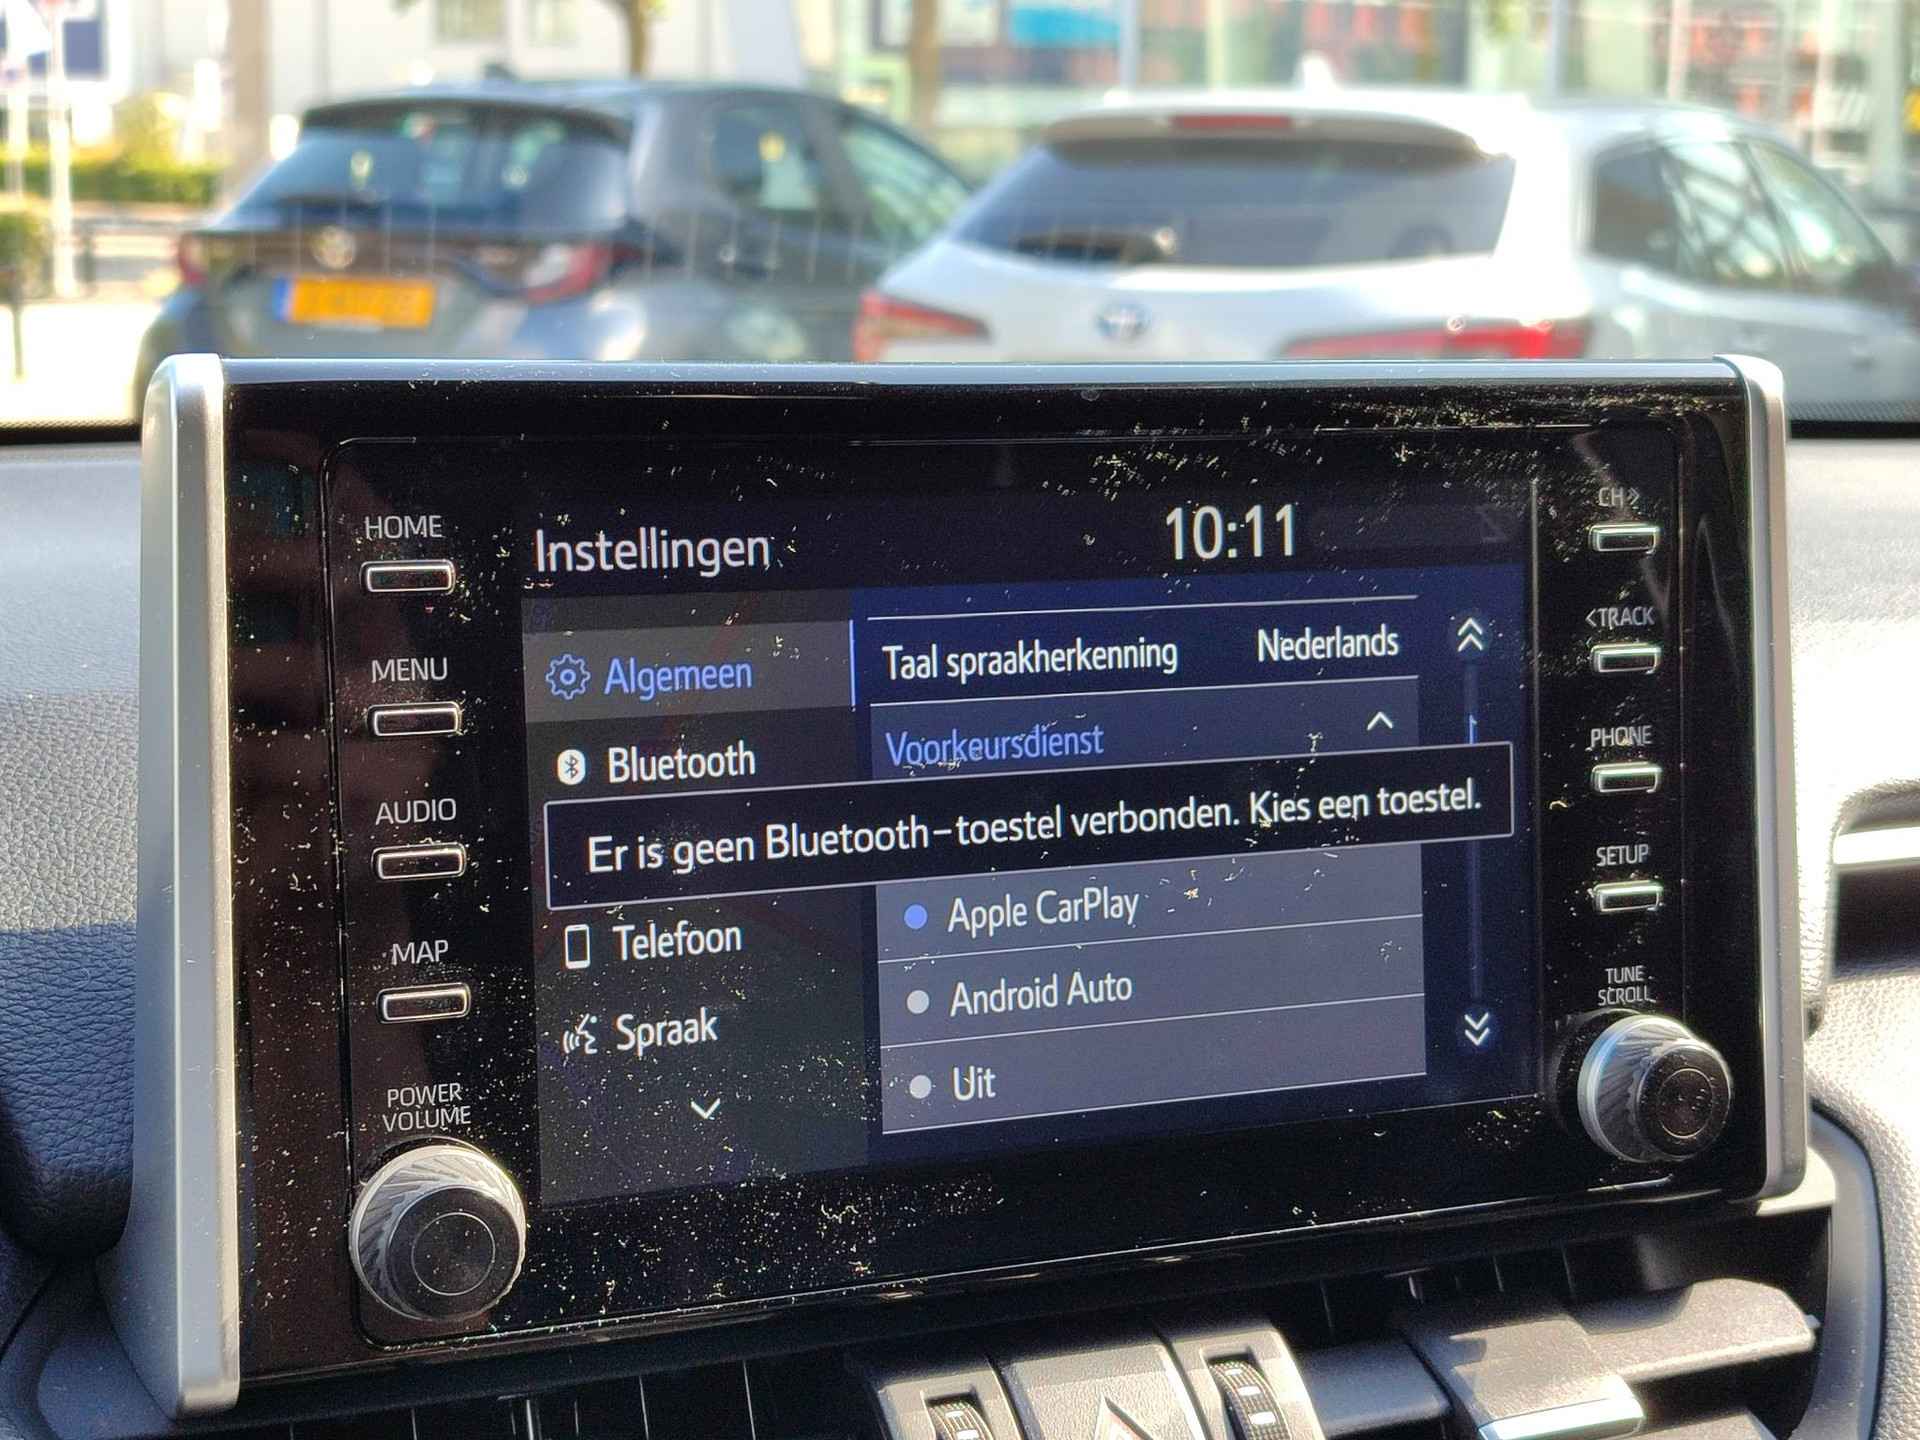 HOME
MENU
AUDIO
MAP
POWER
VOLUME
Instellingen
10:11
Algemeen
Bluetooth
Telefoon
Spraak
Taal spraakherkenning Nederlands
Voorkeursdienst
Er is geen Bluetooth-toestel verbonden. Kies een toestel.
Apple CarPlay
Android Auto
Uit
CH>
<TRACK
PHONE
SETUP
TUNE
SCROLL